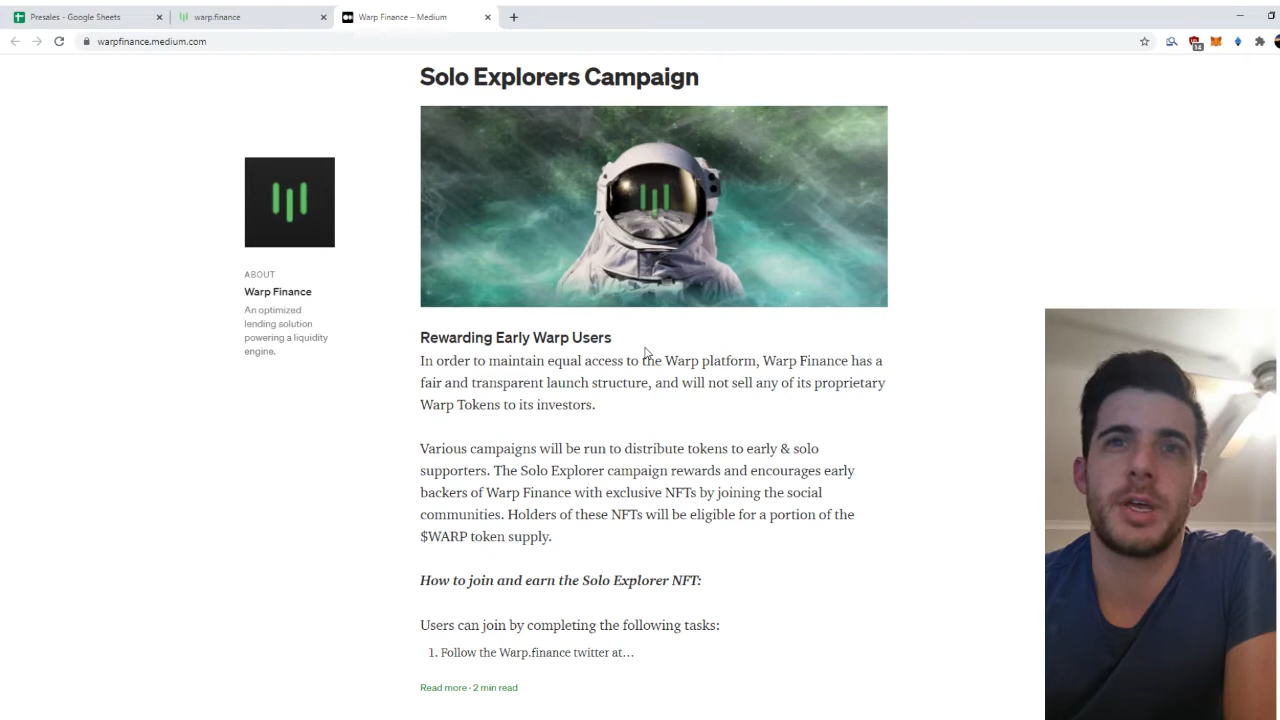 Presales - Google Sheets
warp.finance
Warp Finance – Medium
warpfinance.medium.com
14
Solo Explorers Campaign
ABOUT
Warp Finance
An optimized
lending solution
powering a liquidity
engine.
Rewarding Early Warp Users
In order to maintain equal access to the Warp platform, Warp Finance has a
fair and transparent launch structure, and will not sell any of its proprietary
Warp Tokens to its investors.
Various campaigns will be run to distribute tokens to early & solo
supporters. The Solo Explorer campaign rewards and encourages early
backers of Warp Finance with exclusive NFTs by joining the social
communities. Holders of these NFTs will be eligible for a portion of the
$WARP token supply.
How to join and earn the Solo Explorer NFT:
Users can join by completing the following tasks:
1. Follow the Warp.finance twitter at…
Read more · 2 min read